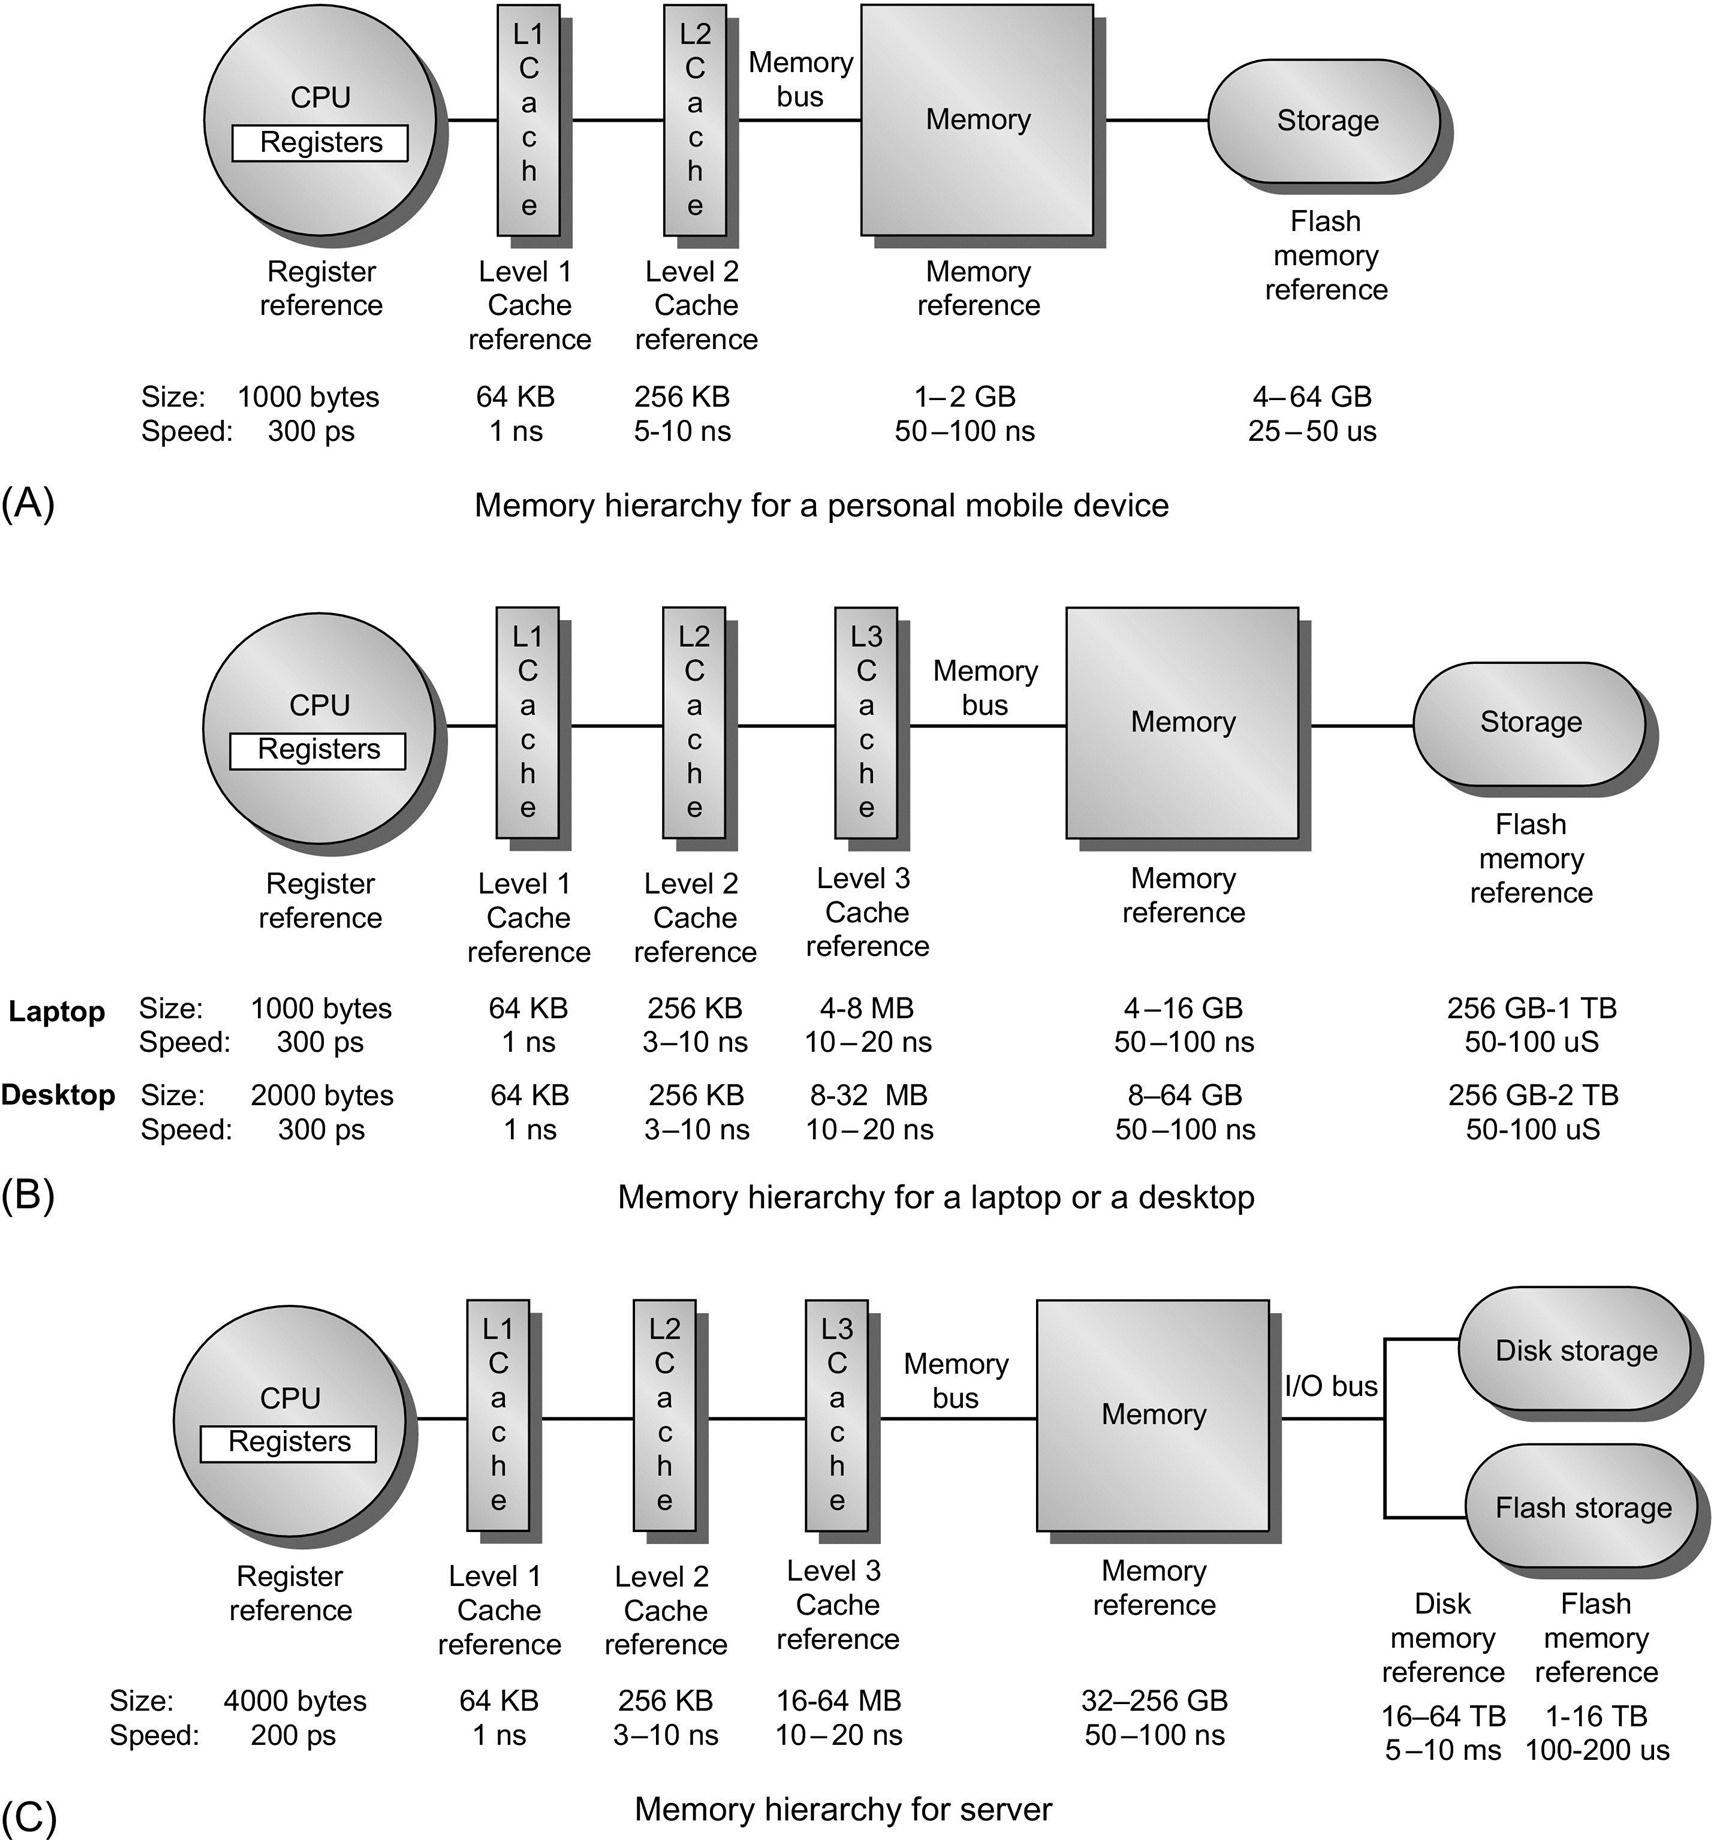 L1 Cache
L2 Cache
Memory bus
CPU
Registers
Memory
Storage
Register reference
Level 1 Cache reference
Level 2 Cache reference
Memory reference
Flash memory reference
Size: 1000 bytes 64 KB 256 KB 1–2 GB 4–64 GB
Speed: 300 ps 1 ns 5-10 ns 50–100 ns 25–50 us
(A) Memory hierarchy for a personal mobile device
L1 Cache
L2 Cache
L3 Cache
Memory bus
CPU
Registers
Memory
Storage
Register reference
Level 1 Cache reference
Level 2 Cache reference
Level 3 Cache reference
Memory reference
Flash memory reference
Laptop Size: 1000 bytes 64 KB 256 KB 4-8 MB 4–16 GB 256 GB-1 TB
Speed: 300 ps 1 ns 3–10 ns 10–20 ns 50–100 ns 50-100 uS
Desktop Size: 2000 bytes 64 KB 256 KB 8-32 MB 8–64 GB 256 GB-2 TB
Speed: 300 ps 1 ns 3–10 ns 10–20 ns 50–100 ns 50-100 uS
(B) Memory hierarchy for a laptop or a desktop
L1 Cache
L2 Cache
L3 Cache
Memory bus
CPU
Registers
Memory
I/O bus
Disk storage
Flash storage
Register reference
Level 1 Cache reference
Level 2 Cache reference
Level 3 Cache reference
Memory reference
Disk memory reference
Flash memory reference
Size: 4000 bytes 64 KB 256 KB 16-64 MB 32–256 GB 16–64 TB 1-16 TB
Speed: 200 ps 1 ns 3–10 ns 10–20 ns 50–100 ns 5–10 ms 100-200 us
(C) Memory hierarchy for server